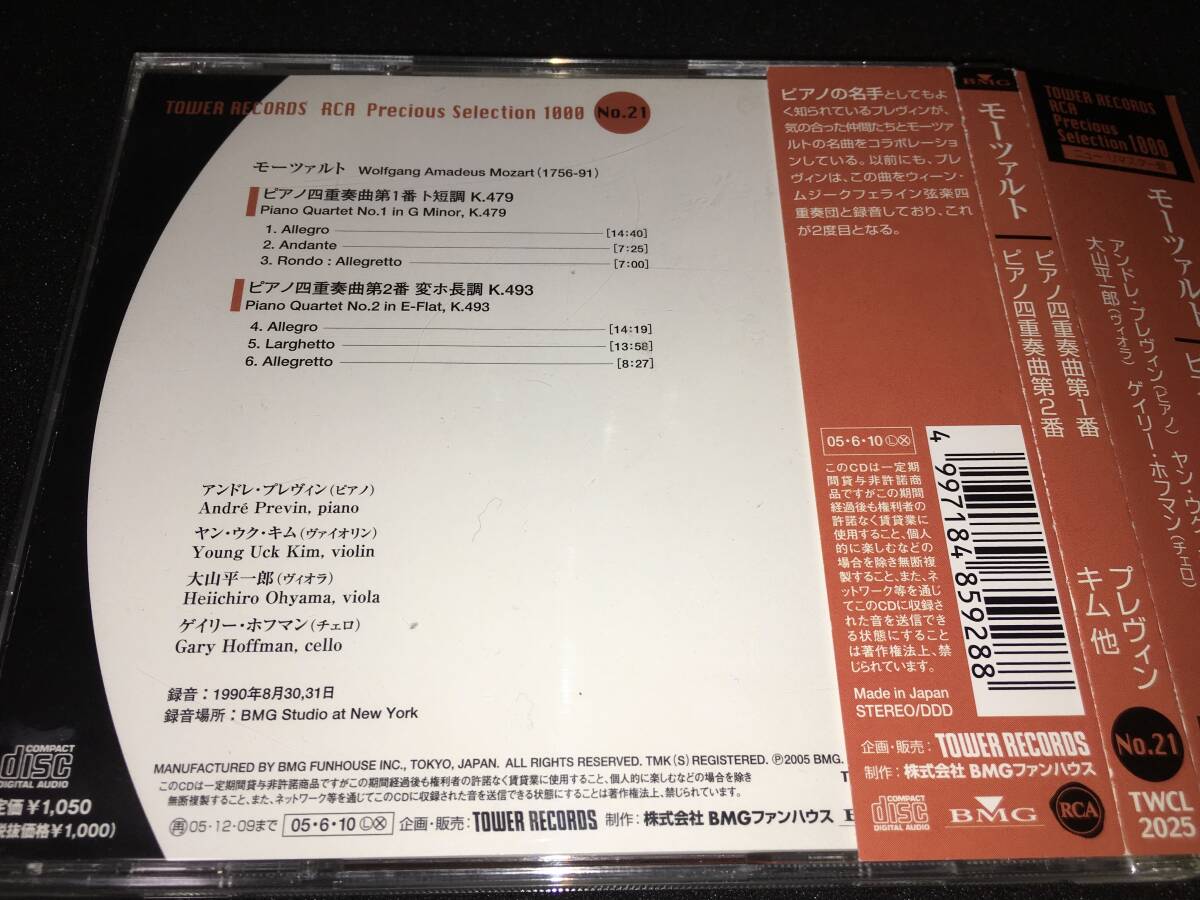 TOWER RECORDS RCA Precious Selection 1000 No.21
モーツァルト Wolfgang Amadeus Mozart (1756-91)
ピアノ四重奏曲第1番 ト短調 K.479
Piano Quartet No.1 in G Minor, K.479
1. Allegro [14:40]
2. Andante [7:25]
3. Rondo : Allegretto [7:00]
ピアノ四重奏曲第2番 変ホ長調 K.493
Piano Quartet No.2 in E-Flat, K.493
4. Allegro [14:19]
5. Larghetto [13:58]
6. Allegretto [8:27]
アンドレ・プレヴィン(ピアノ)
André Previn, piano
ヤン・ウク・キム(ヴァイオリン)
Young Uck Kim, violin
大山平一郎(ヴィオラ)
Heiichiro Ohyama, viola
ゲイリー・ホフマン(チェロ)
Gary Hoffman, cello
録音:1990年8月30,31日
録音場所:BMG Studio at New York
MANUFACTURED BY BMG FUNHOUSE INC., TOKYO, JAPAN. ALL RIGHTS RESERVED. TMK(S) REGISTERED. Ⓟ2005 BMG.
このCDは一定期間貸与非許諾商品ですがこの期間経過後も権利者の許諾なく賃貸業に使用すること、個人的に楽しむなどの場合を除き
無断複製すること、また、ネットワーク等を通じてこのCDに収録された音を送信できる状態にすることは著作権法上、禁じられています。
COMPACT
disc
DIGITAL AUDIO
定価¥1,050
税抜価格¥1,000)
再 05・12・09まで 05・6・10 Ⓛ 企画・販売:TOWER RECORDS 制作:株式会社 BMGファンハウス
ピアノの名手としてもよ
く知られているプレヴィンが、
気の合った仲間たちとモーツァ
ルトの名曲をコラボレーショ
ンしている。以前にも、プレ
ヴィンは、この曲をウィーン・
ムジークフェライン弦楽四
重奏団と録音しており、これ
が2度目となる。
05・6・10 Ⓛ
このCDは一定期
間貸与非許諾商
品ですがこの期間
経過後も権利者の
許諾なく賃貸業に
使用すること、個人
的に楽しむなどの
場合を除き無断複
製すること、また、ネ
ットワーク等を通じ
てこのCDに収録さ
れた音を送信でき
る状態にすること
は著作権法上、禁
じられています。
4 997184 859288
Made in Japan
STEREO/DDD
企画・販売:TOWER RECORDS
制作:株式会社 BMGファンハウス
COMPACT
disc
DIGITAL AUDIO
BMG
RCA
BMG
モーツァルト
ピアノ四重奏曲第1番
ピアノ四重奏曲第2番
プレヴィン
キム 他
No.21
TWCL
2025
TOWER RECORDS
RCA
Precious
Selection 1000
ニューリマスター
モーツァルト
アンドレ・プレヴィン(ピアノ)
大山平一郎(ヴィオラ) ゲイリー・ホフマン(チェロ)